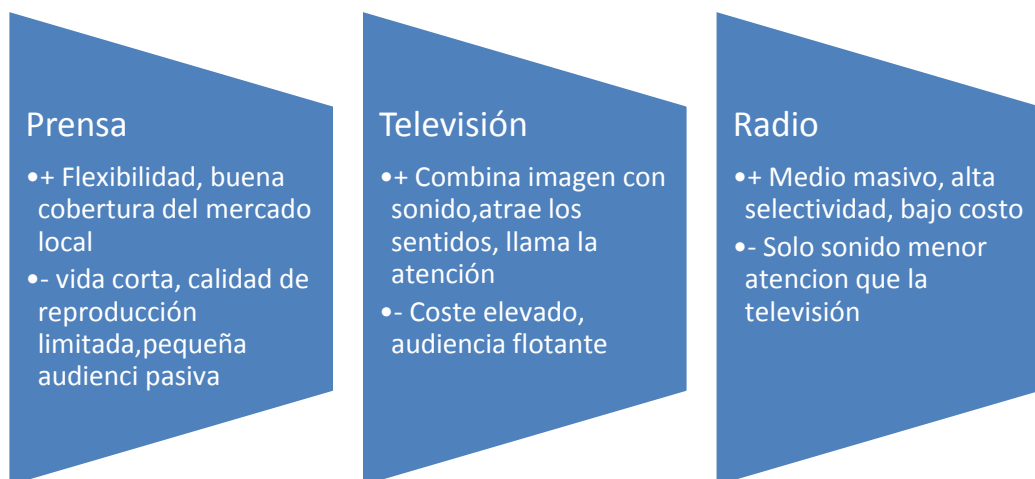 Prensa
•+ Flexibilidad, buena
cobertura del mercado
local
•- vida corta, calidad de
reproducción
limitada,pequeña
audienci pasiva
Televisión
•+ Combina imagen con
sonido,atrae los
sentidos, llama la
atención
•- Coste elevado,
audiencia flotante
Radio
•+ Medio masivo, alta
selectividad, bajo costo
•- Solo sonido menor
atencion que la
televisión